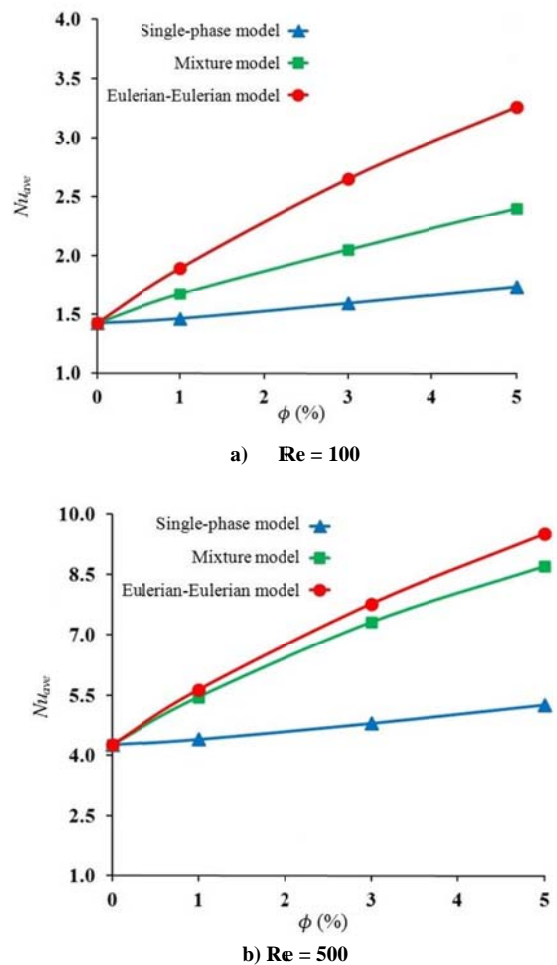 4.0
Single-phase model
3.5
Mixture model
Eulerian-Eulerian model
3.0
2.5
Nu_ave
2.0
1.5
1.0
0 1 2 3 4 5
ϕ (%)
a) Re = 100
10.0
Single-phase model
Mixture model
8.5
Eulerian-Eulerian model
7.0
5.5
Nu_ave
4.0
2.5
1.0
0 1 2 3 4 5
ϕ (%)
b) Re = 500